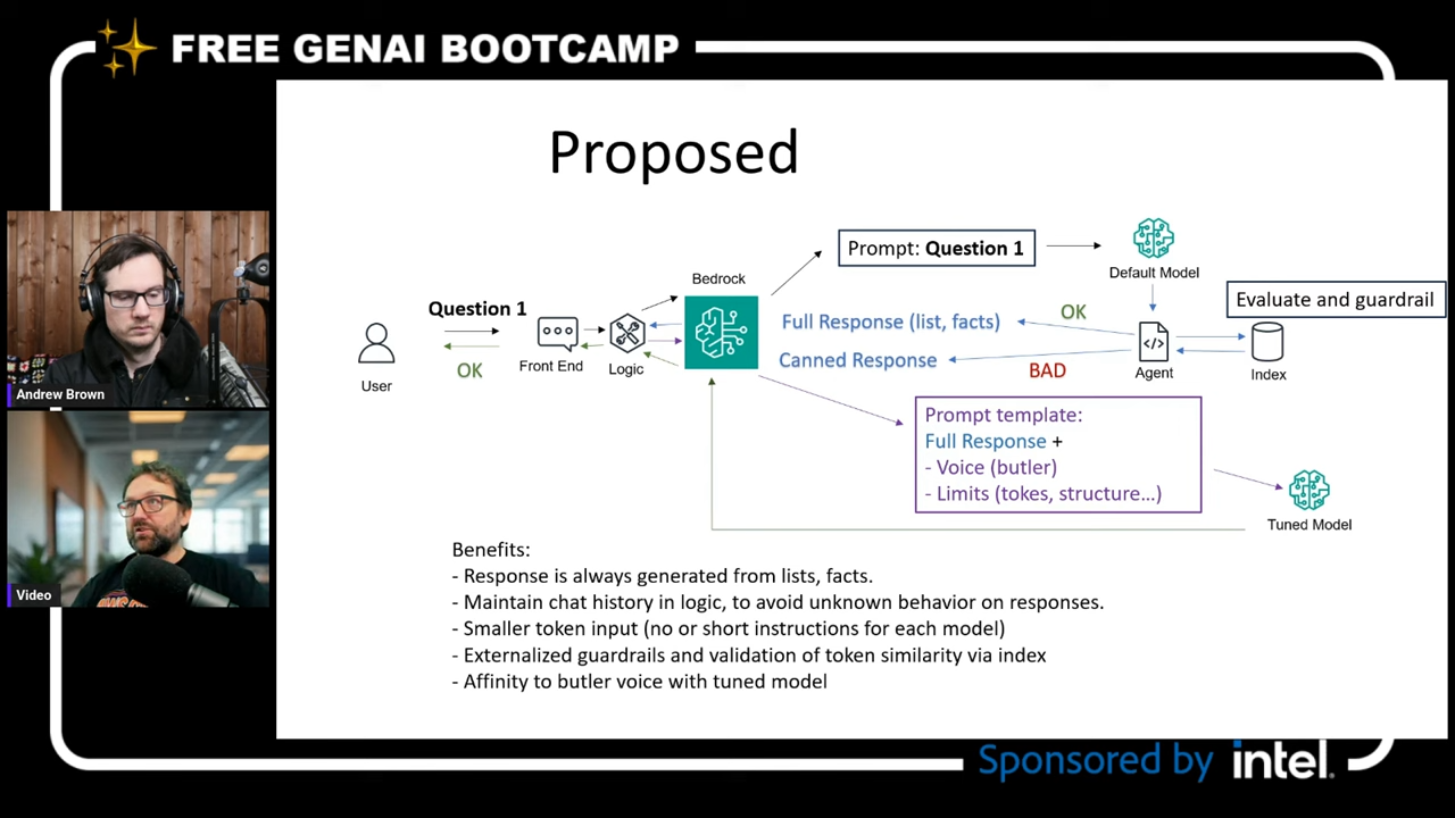 FREE GENAI BOOTCAMP
Proposed
Prompt: Question 1
Default Model
Bedrock
Evaluate and guardrail
Question 1
Full Response (list, facts)
OK
Canned Response
BAD
OK
User
Front End
Logic
Agent
Index
Andrew Brown
Prompt template:
Full Response +
- Voice (butler)
- Limits (tokes, structure…)
Tuned Model
Video
Benefits:
- Response is always generated from lists, facts.
- Maintain chat history in logic, to avoid unknown behavior on responses.
- Smaller token input (no or short instructions for each model)
- Externalized guardrails and validation of token similarity via index
- Affinity to butler voice with tuned model
Sponsored by intel.